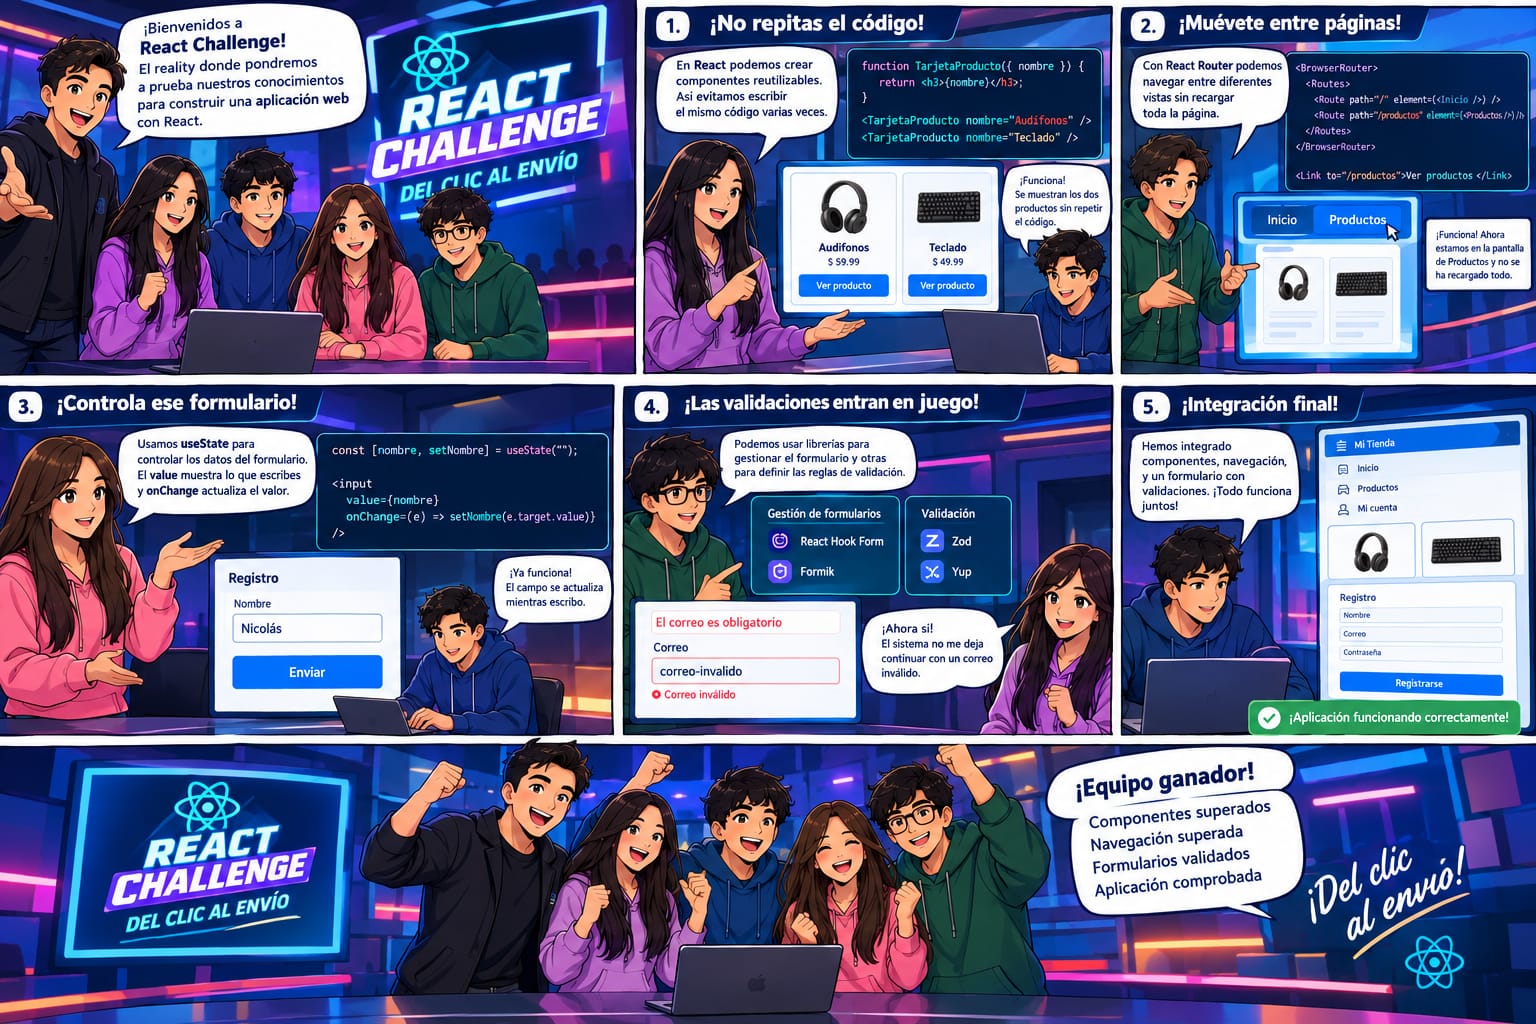 ¡Bienvenidos a
React Challenge!
El reality donde pondremos
a prueba nuestros conocimientos
para construir una aplicación web
con React.
REACT
CHALLENGE
DEL CLIC AL ENVÍO
1. ¡No repitas el código!
En React podemos crear
componentes reutilizables.
Asi evitamos escribir
el mismo código varias veces.
function TarjetaProducto({ nombre }) {
return <h3>{nombre}</h3>;
}
<TarjetaProducto nombre="Audifonos" />
<TarjetaProducto nombre="Teclado" />
Audifonos
$ 59.99
Ver producto
Teclado
$ 49.99
Ver producto
¡Funciona!
Se muestran los dos
productos sin repetir
el código.
2. ¡Muévete entre páginas!
Con React Router podemos
navegar entre diferentes
vistas sin recargar
toda la página.
<BrowserRouter>
<Routes>
<Route path="/" element=(<Inicio />) />
<Route path="/productos" element=(<Productos/>)/>
</Routes>
</BrowserRouter>
<Link to="/productos">Ver productos </Link>
Inicio Productos
¡Funciona! Ahora
estamos en la pantalla
de Productos y no se
ha recargado todo.
3. ¡Controla ese formulario!
Usamos useState para
controlar los datos del formulario.
El value muestra lo que escribes
y onChange actualiza el valor.
const [nombre, setNombre] = useState("");
<input
value={nombre}
onChange=(e) => setNombre(e.target.value)}
/>
Registro
Nombre
Nicolás
Enviar
¡Ya funciona!
El campo se actualiza
mientras escribo.
4. ¡Las validaciones entran en juego!
Podemos usar librerías para
gestionar el formulario y otras
para definir las reglas de validación.
Gestión de formularios
React Hook Form
Formik
Validación
Zod
Yup
El correo es obligatorio
Correo
correo-invalido
Correo inválido
¡Ahora si!
El sistema no me deja
continuar con un correo
inválido.
5. ¡Integración final!
Hemos integrado
componentes, navegación,
y un formulario con
validaciones. ¡Todo funciona
juntos!
Mi Tienda
Inicio
Productos
Mi cuenta
Registro
Nombre
Correo
Contraseña
Registrarse
¡Aplicación funcionando correctamente!
REACT
CHALLENGE
DEL CLIC AL ENVÍO
¡Equipo ganador!
Componentes superados
Navegación superada
Formularios validados
Aplicación comprobada
¡Del clic
al envió!